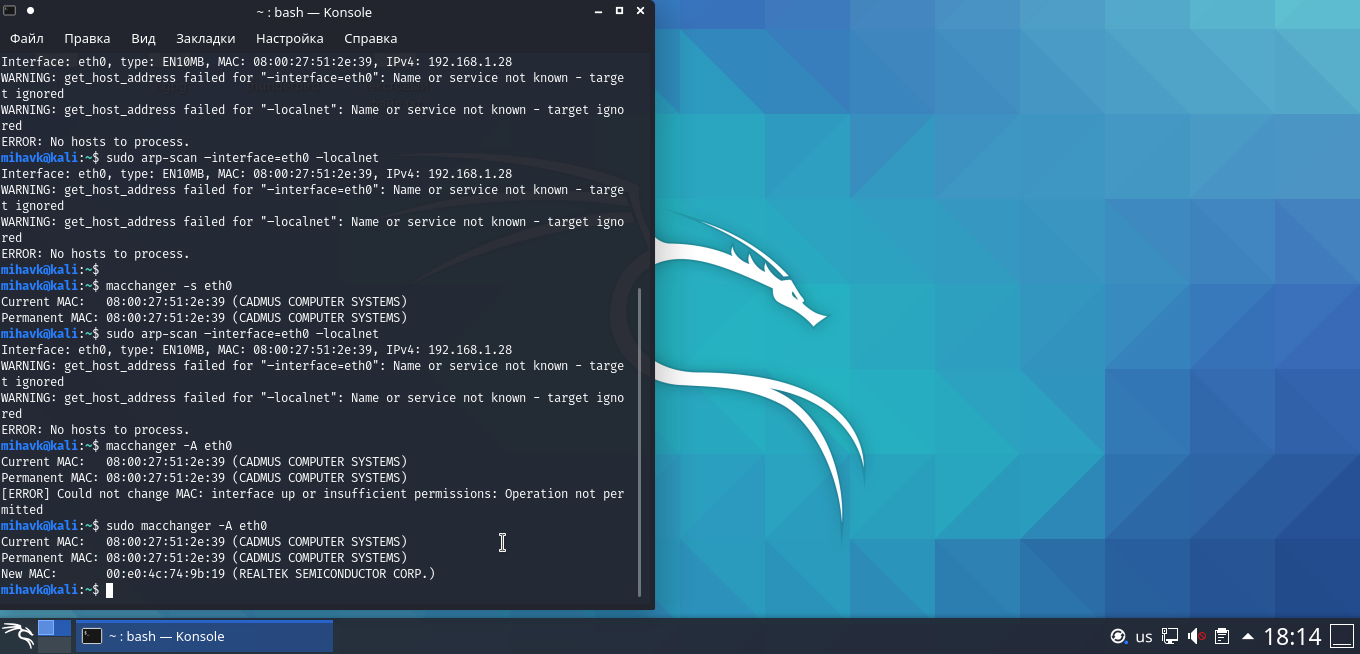 ~ : bash — Konsole
Файл Правка Вид Закладки Настройка Справка
Interface: eth0, type: EN10MB, MAC: 08:00:27:51:2e:39, IPv4: 192.168.1.28
WARNING: get_host_address failed for "—interface=eth0": Name or service not known - targe
t ignored
WARNING: get_host_address failed for "—localnet": Name or service not known - target igno
red
ERROR: No hosts to process.
mihavk@kali:~$ sudo arp-scan —interface=eth0 —localnet
Interface: eth0, type: EN10MB, MAC: 08:00:27:51:2e:39, IPv4: 192.168.1.28
WARNING: get_host_address failed for "—interface=eth0": Name or service not known - targe
t ignored
WARNING: get_host_address failed for "—localnet": Name or service not known - target igno
red
ERROR: No hosts to process.
mihavk@kali:~$
mihavk@kali:~$ macchanger -s eth0
Current MAC:   08:00:27:51:2e:39 (CADMUS COMPUTER SYSTEMS)
Permanent MAC: 08:00:27:51:2e:39 (CADMUS COMPUTER SYSTEMS)
mihavk@kali:~$ sudo arp-scan —interface=eth0 —localnet
Interface: eth0, type: EN10MB, MAC: 08:00:27:51:2e:39, IPv4: 192.168.1.28
WARNING: get_host_address failed for "—interface=eth0": Name or service not known - targe
t ignored
WARNING: get_host_address failed for "—localnet": Name or service not known - target igno
red
ERROR: No hosts to process.
mihavk@kali:~$ macchanger -A eth0
Current MAC:   08:00:27:51:2e:39 (CADMUS COMPUTER SYSTEMS)
Permanent MAC: 08:00:27:51:2e:39 (CADMUS COMPUTER SYSTEMS)
[ERROR] Could not change MAC: interface up or insufficient permissions: Operation not per
mitted
mihavk@kali:~$ sudo macchanger -A eth0
Current MAC:   08:00:27:51:2e:39 (CADMUS COMPUTER SYSTEMS)
Permanent MAC: 08:00:27:51:2e:39 (CADMUS COMPUTER SYSTEMS)
New MAC:       00:e0:4c:74:9b:19 (REALTEK SEMICONDUCTOR CORP.)
mihavk@kali:~$
~ : bash — Konsole us 18:14